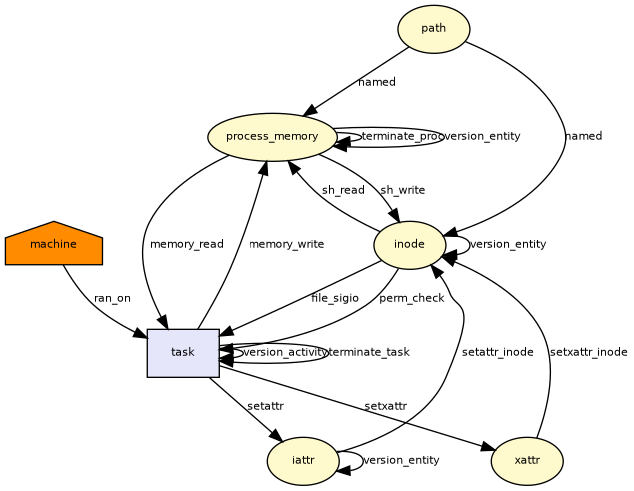 path
named
process_memory
terminate_proc
version_entity
named
sh_read
sh_write
machine
memory_read
memory_write
inode
version_entity
ran_on
file_sigio
perm_check
task
version_activity
terminate_task
setattr_inode
setxattr_inode
setattr
setxattr
iattr
version_entity
xattr